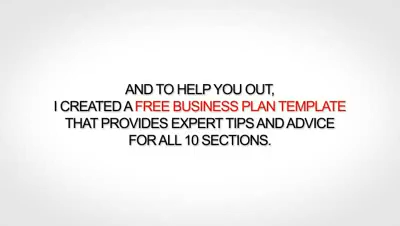 AND TO HELP YOU OUT,
I CREATED A FREE BUSINESS PLAN TEMPLATE
THAT PROVIDES EXPERT TIPS AND ADVICE
FOR ALL 10 SECTIONS.